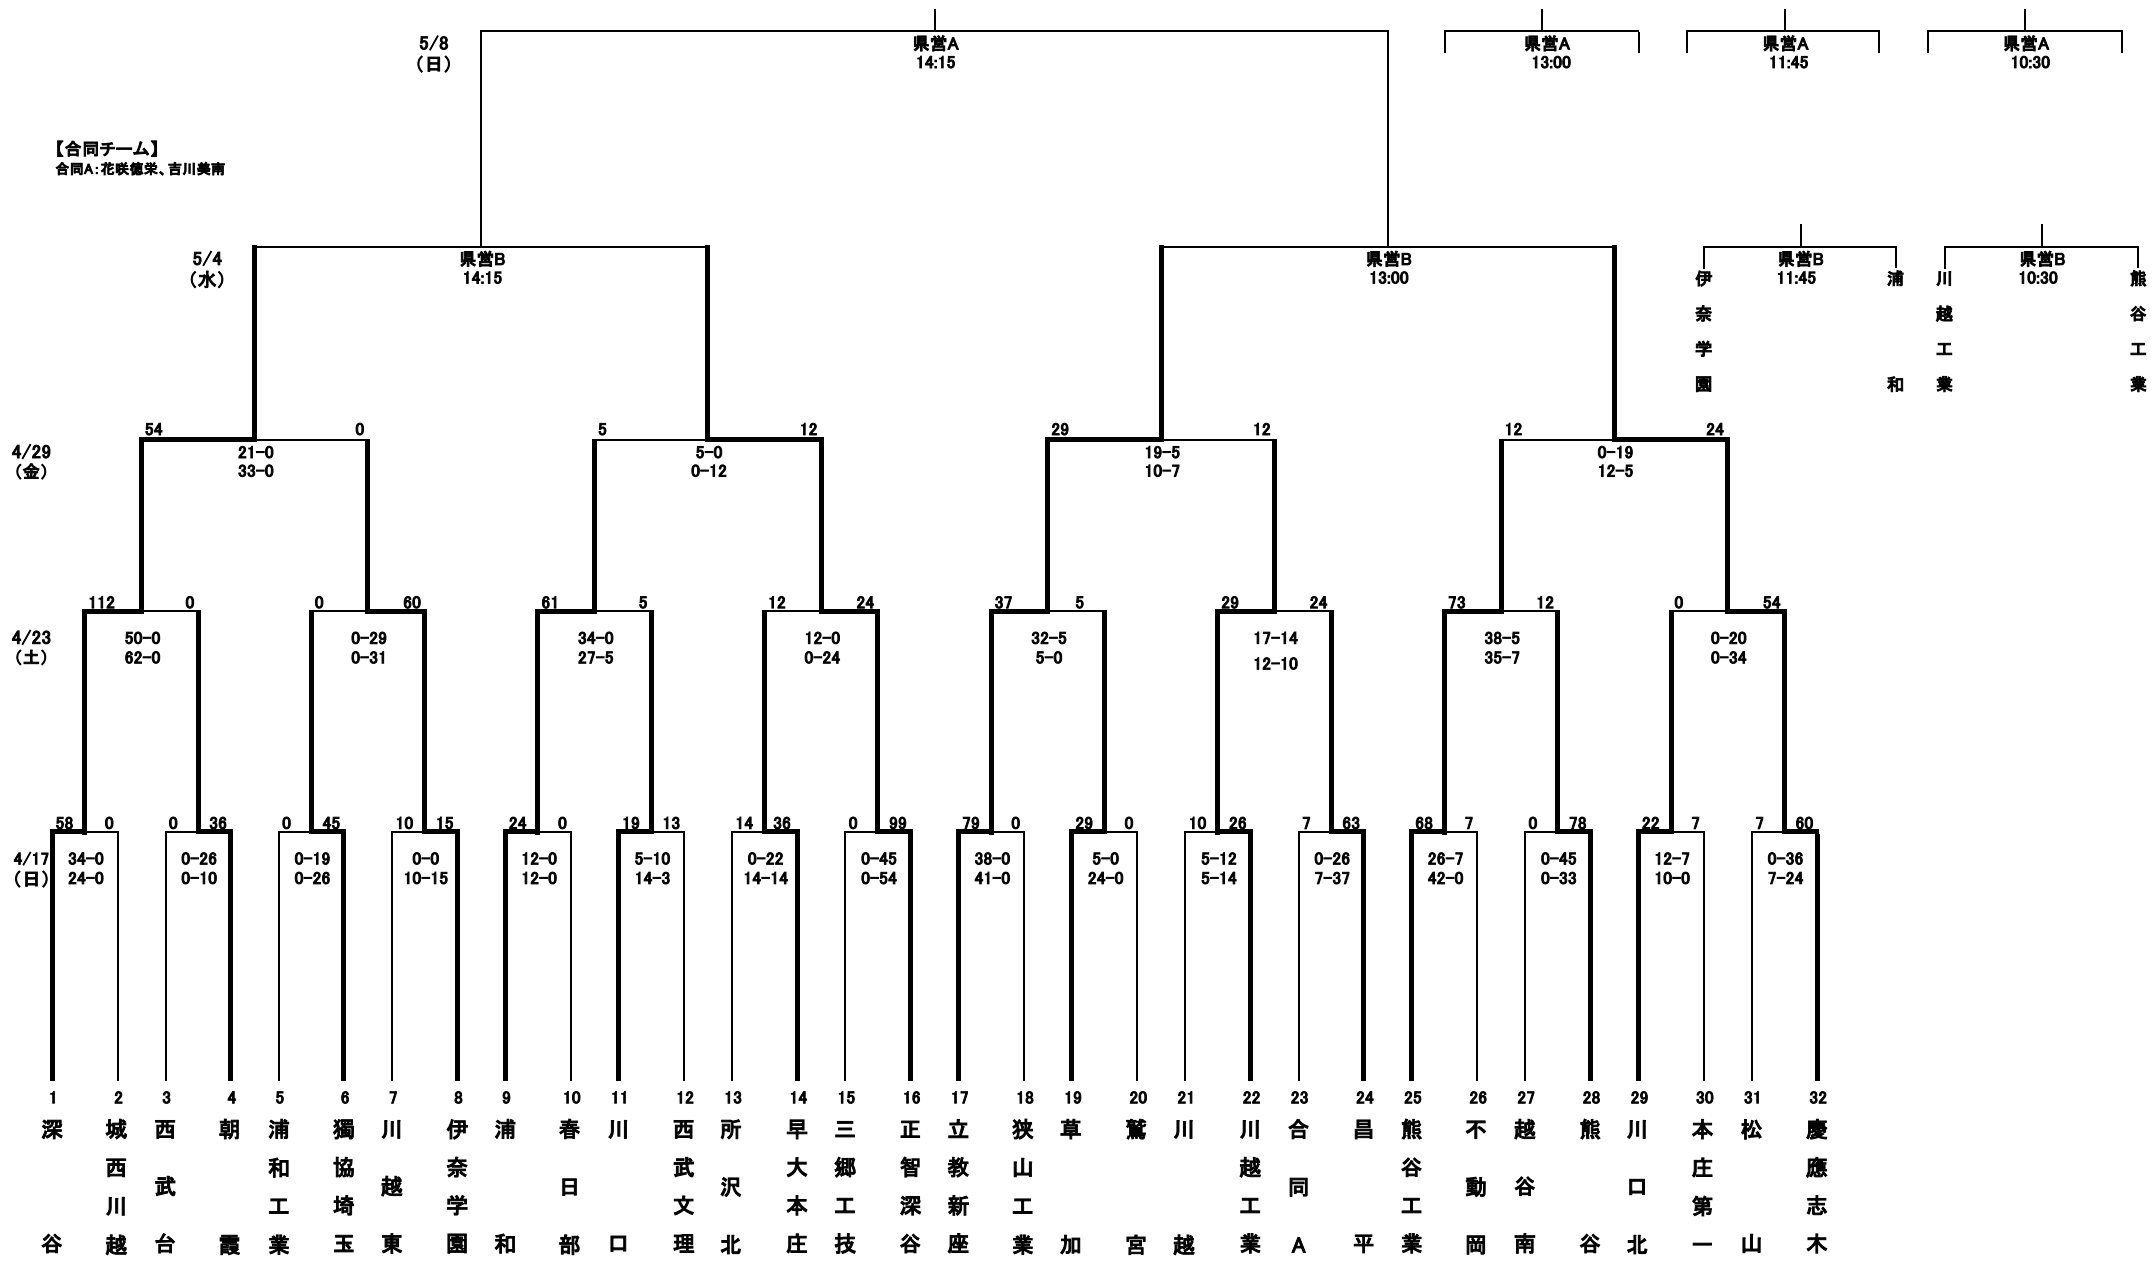 5/8
(日)
県営A
14:15
県営A
13:00
県営A
11:45
県営A
10:30
【合同チーム】
合同A:花咲徳栄、吉川美南
5/4
(水)
県営B
14:15
県営B
13:00
県営B
11:45
伊奈学園
浦和
県営B
10:30
川越工業
熊谷工業
54 0 5 12 29 12 12 24
4/29
(金)
21-0 5-0 19-5 0-19
33-0 0-12 10-7 12-5
112 0 0 60 61 5 12 24 37 5 29 24 73 12 0 54
4/23
(土)
50-0 0-29 34-0 12-0 32-5 17-14 38-5 0-20
62-0 0-31 27-5 0-24 5-0 12-10 35-7 0-34
58 0 0 36 0 45 10 15 24 0 19 13 14 36 0 99 79 0 29 0 10 26 7 63 68 7 0 78 22 7 7 60
4/17
(日)
34-0 0-26 0-19 0-0 12-0 5-10 0-22 0-45 38-0 5-0 5-12 0-26 26-7 0-45 12-7 0-36
24-0 0-10 0-26 10-15 12-0 14-3 14-14 0-54 41-0 24-0 5-14 7-37 42-0 0-33 10-0 7-24
1 2 3 4 5 6 7 8 9 10 11 12 13 14 15 16 17 18 19 20 21 22 23 24 25 26 27 28 29 30 31 32
深谷
城西川越
西武台
朝霞
浦和工業
獨協埼玉
川越東
伊奈学園
浦和
春日部
川口
西武文理
所沢北
早大本庄
三郷工技
正智深谷
立教新座
狭山工業
草加
鷲宮
川越
川越工業
合同A
昌平
熊谷工業
不動岡
越谷南
熊谷
川口北
本庄第一
松山
慶應志木